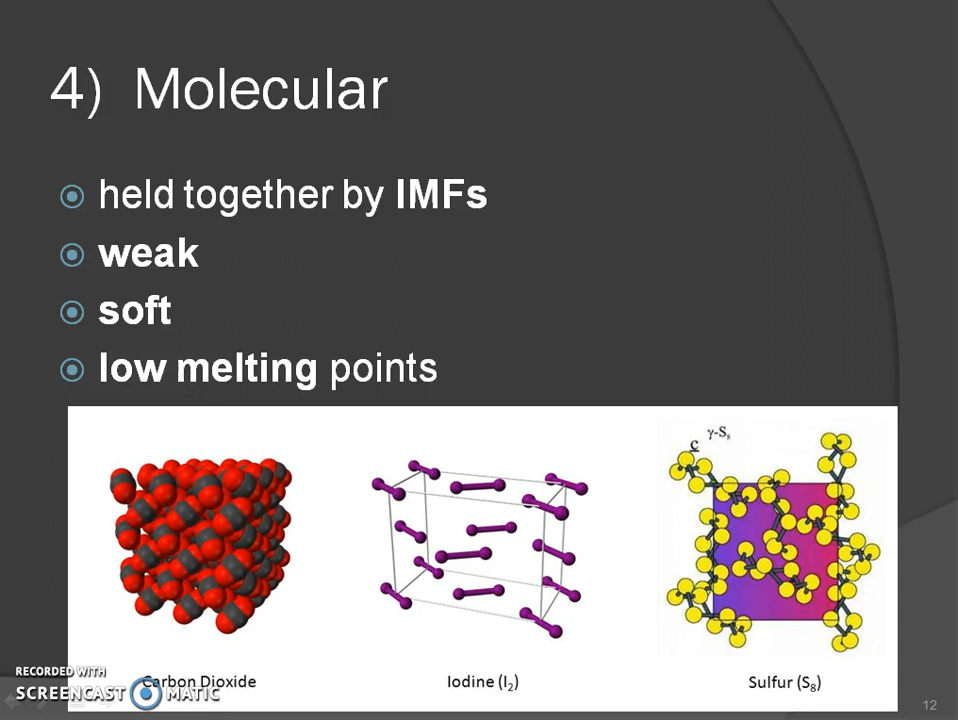 4) Molecular
held together by IMFs
weak
soft
low melting points
γ-S₈
c
Carbon Dioxide
Iodine (I₂)
Sulfur (S₈)
RECORDED WITH
SCREENCAST MATIC
12